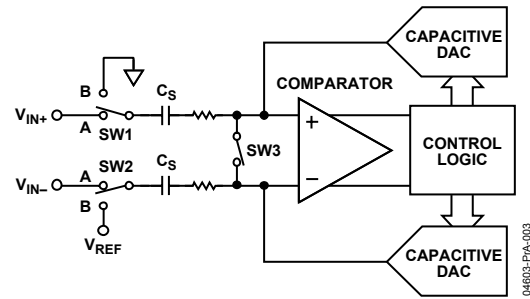 CAPACITIVE
DAC
B
CS
COMPARATOR
VIN+
A
SW1
+
SW3
CONTROL
LOGIC
A
SW2
CS
VIN–
–
B
VREF
CAPACITIVE
DAC
04603-PrA-003